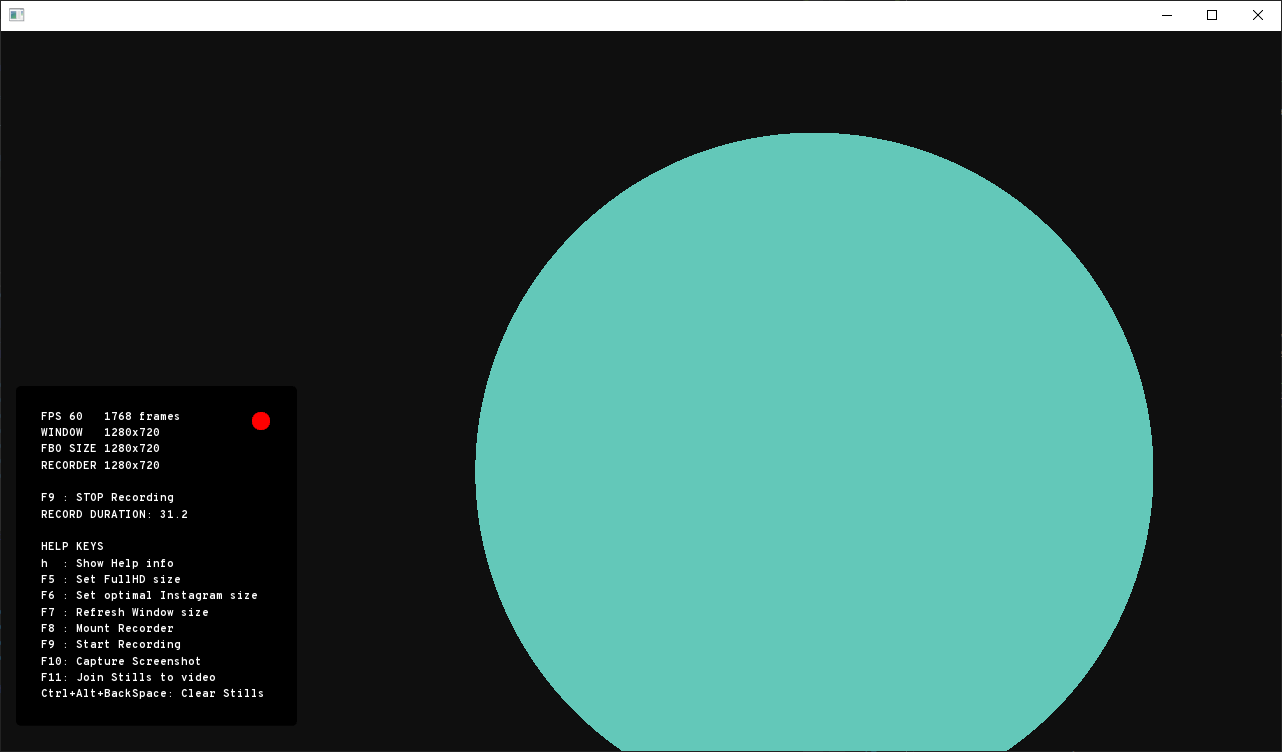 FPS 60   1768 frames
WINDOW   1280x720
FBO SIZE 1280x720
RECORDER 1280x720
F9 : STOP Recording
RECORD DURATION: 31.2
HELP KEYS
h  : Show Help info
F5 : Set FullHD size
F6 : Set optimal Instagram size
F7 : Refresh Window size
F8 : Mount Recorder
F9 : Start Recording
F10: Capture Screenshot
F11: Join Stills to video
Ctrl+Alt+BackSpace: Clear Stills